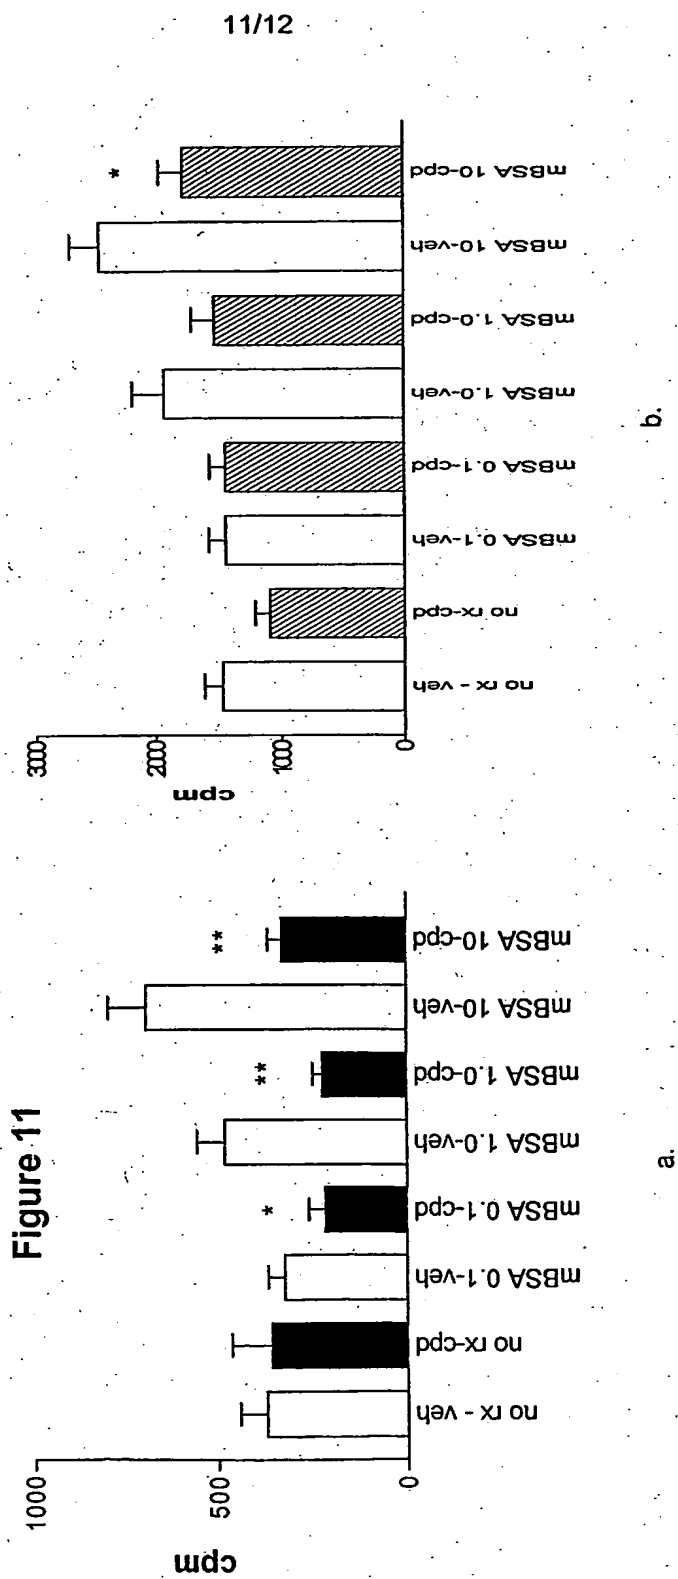 11/12
Figure 11
cpm
1000
500
0
no rx - veh
no rx-cpd
mBSA 0.1-veh
mBSA 0.1-cpd
*
mBSA 1.0-veh
mBSA 1.0-cpd
**
mBSA 10-veh
mBSA 10-cpd
**
a.
cpm
3000
2000
1000
0
no rx - veh
no rx-cpd
mBSA 0.1-veh
mBSA 0.1-cpd
mBSA 1.0-veh
mBSA 1.0-cpd
mBSA 10-veh
mBSA 10-cpd
*
b.